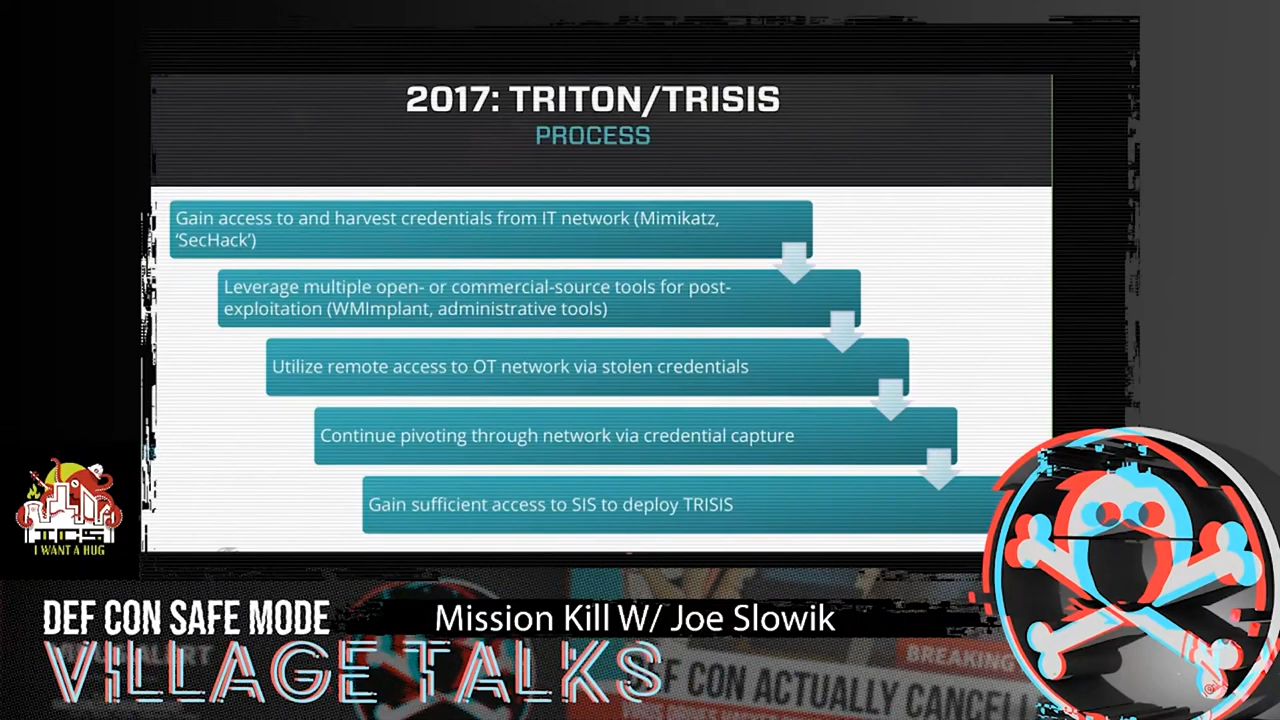 2017: TRITON/TRISIS
PROCESS
Gain access to and harvest credentials from IT network (Mimikatz,
‘SecHack’)
Leverage multiple open- or commercial-source tools for post-
exploitation (WMImplant, administrative tools)
Utilize remote access to OT network via stolen credentials
Continue pivoting through network via credential capture
Gain sufficient access to SIS to deploy TRISIS
ICS
I WANT A HUG
DEF CON SAFE MODE
Mission Kill W/ Joe Slowik
VILLAGE TALKS
BREAKING
DEF CON ACTUALLY CANCELL